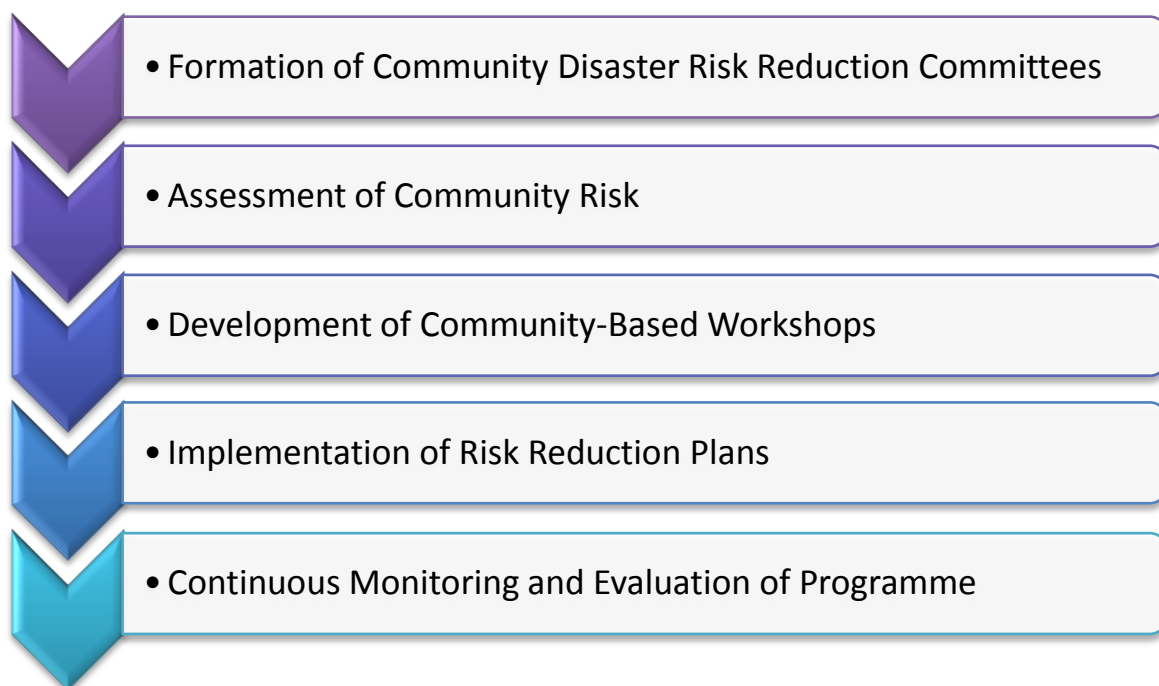 • Formation of Community Disaster Risk Reduction Committees
• Assessment of Community Risk
• Development of Community-Based Workshops
• Implementation of Risk Reduction Plans
• Continuous Monitoring and Evaluation of Programme